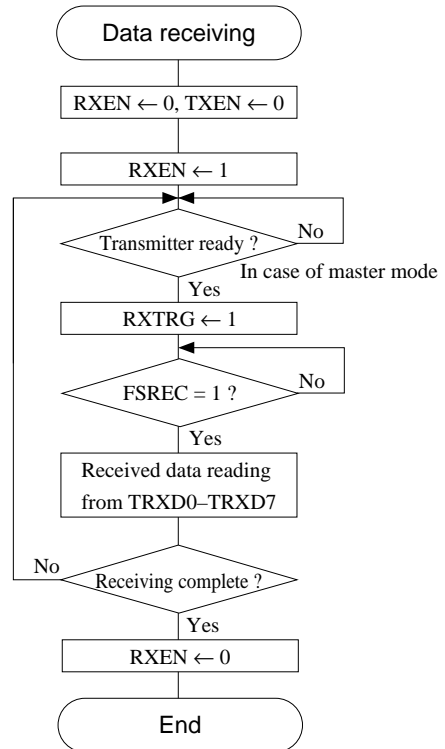 Data receiving
RXEN ← 0, TXEN ← 0
RXEN ← 1
No
Transmitter ready ?
In case of master mode
Yes
RXTRG ← 1
No
FSREC = 1 ?
Yes
Received data reading
from TRXD0–TRXD7
No
Receiving complete ?
Yes
RXEN ← 0
End